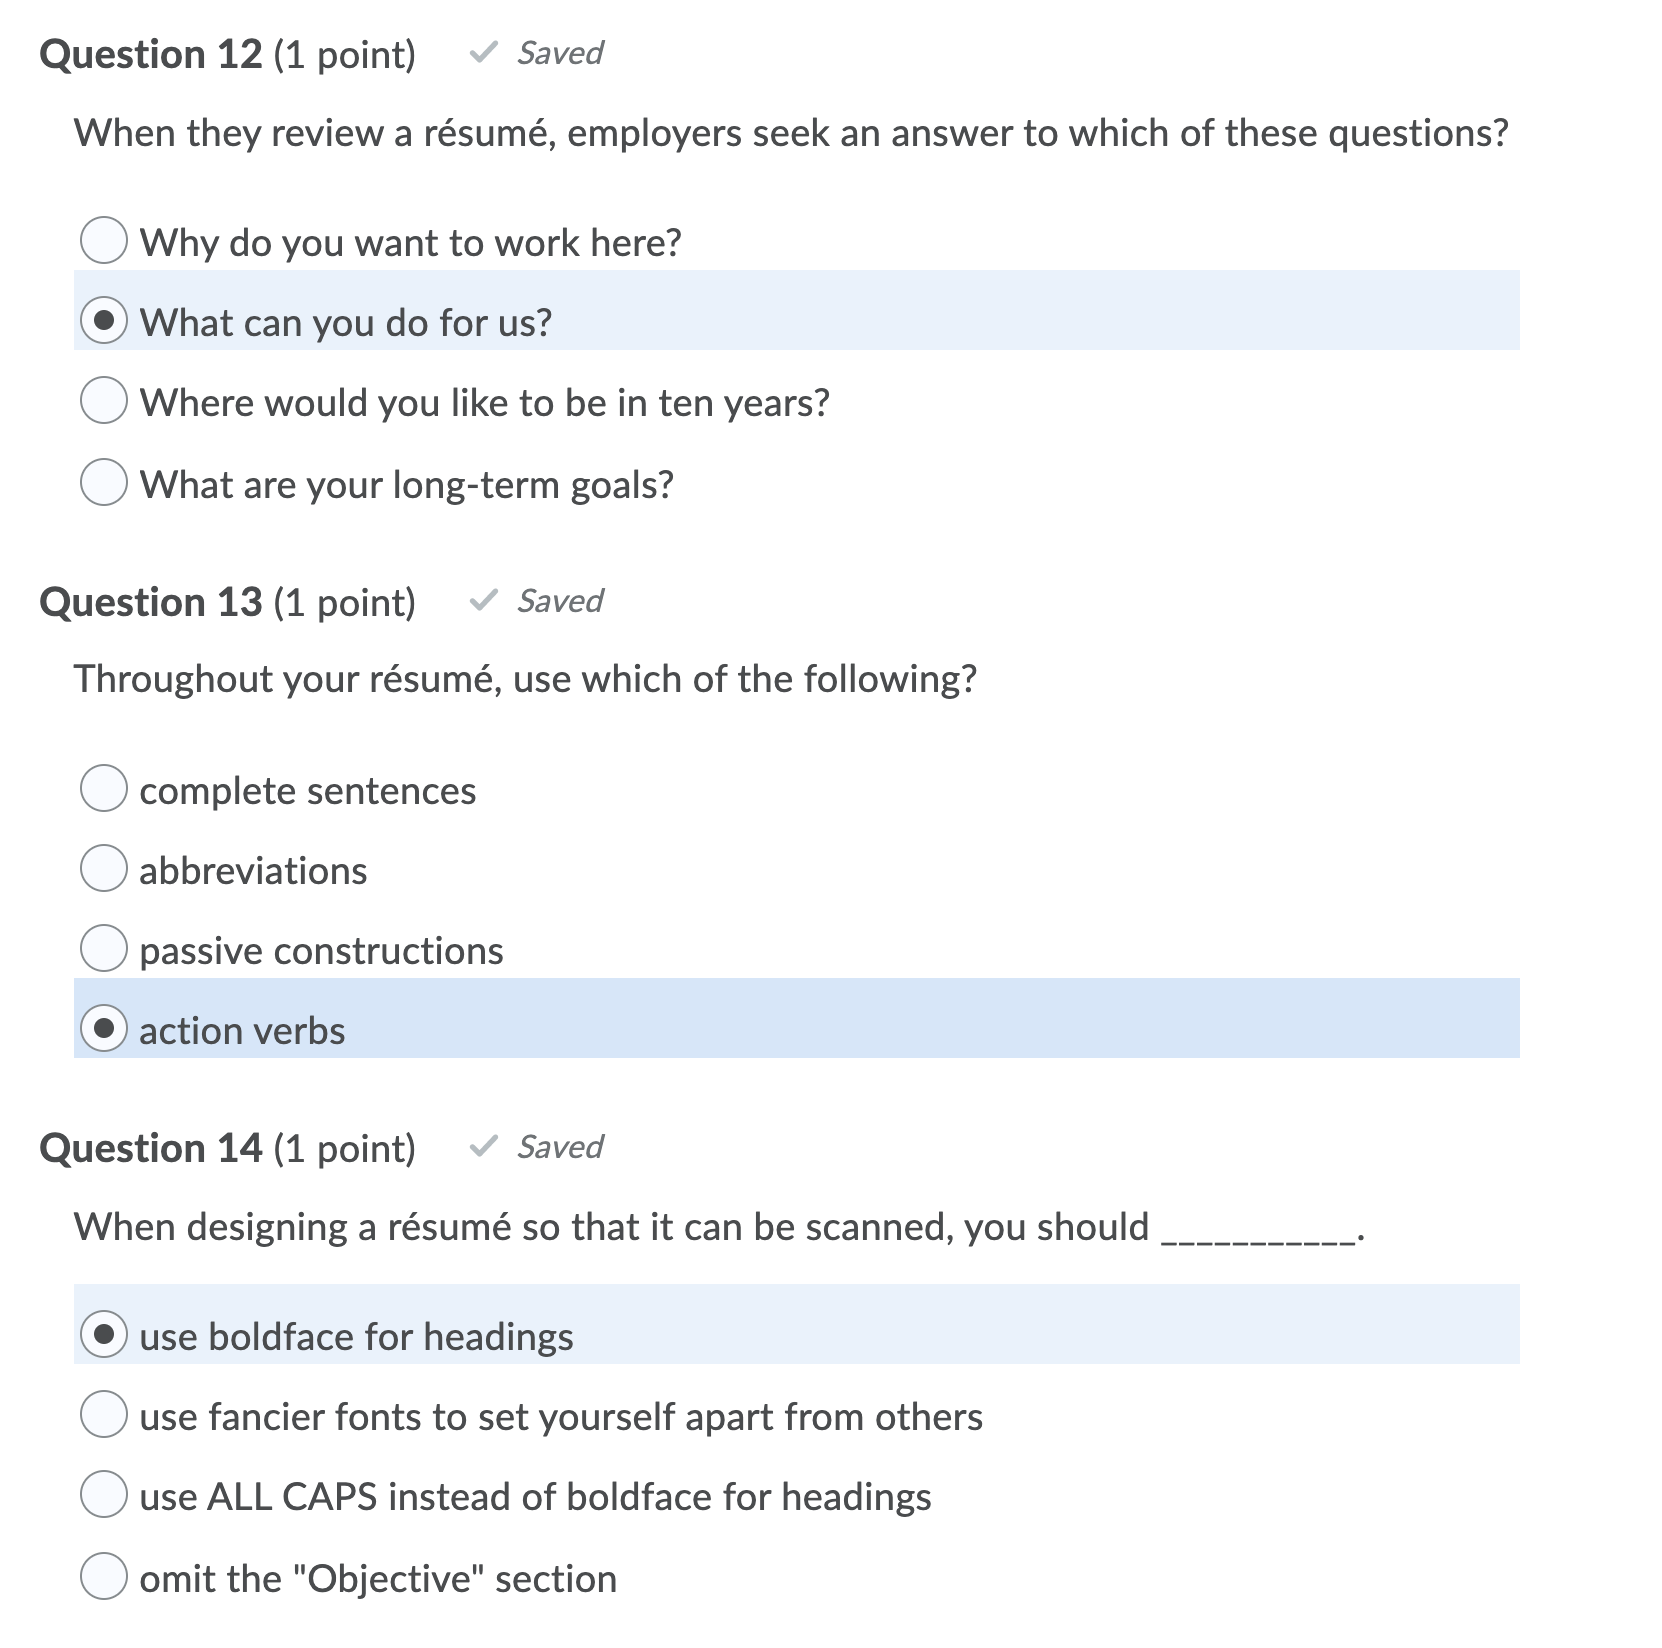 Question 12 (1 point) Saved
When they review a résumé, employers seek an answer to which of these questions?
Why do you want to work here?
What can you do for us?
Where would you like to be in ten years?
What are your long-term goals?
Question 13 (1 point) Saved
Throughout your résumé, use which of the following?
complete sentences
abbreviations
passive constructions
action verbs
Question 14 (1 point) Saved
When designing a résumé so that it can be scanned, you should ___________.
use boldface for headings
use fancier fonts to set yourself apart from others
use ALL CAPS instead of boldface for headings
omit the "Objective" section